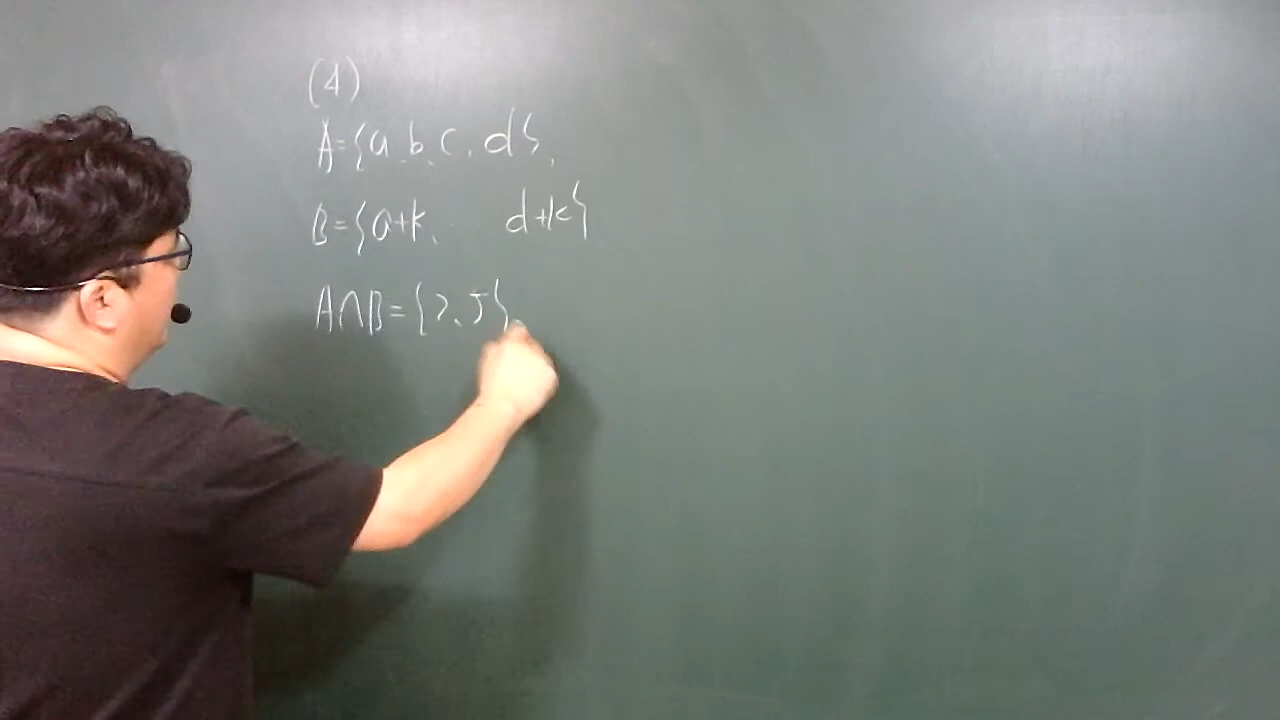 (4)
A={a, b, c, d},
B={a+k, d+k}
A∩B={2, 5}